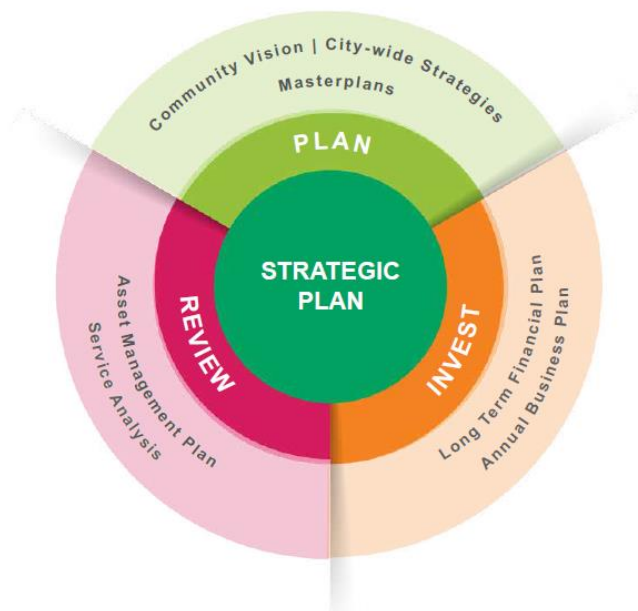 Community Vision | City-wide Strategies
Masterplans
PLAN
STRATEGIC
PLAN
REVIEW
Asset Management Plan
Service Analysis
INVEST
Long Term Financial Plan
Annual Business Plan